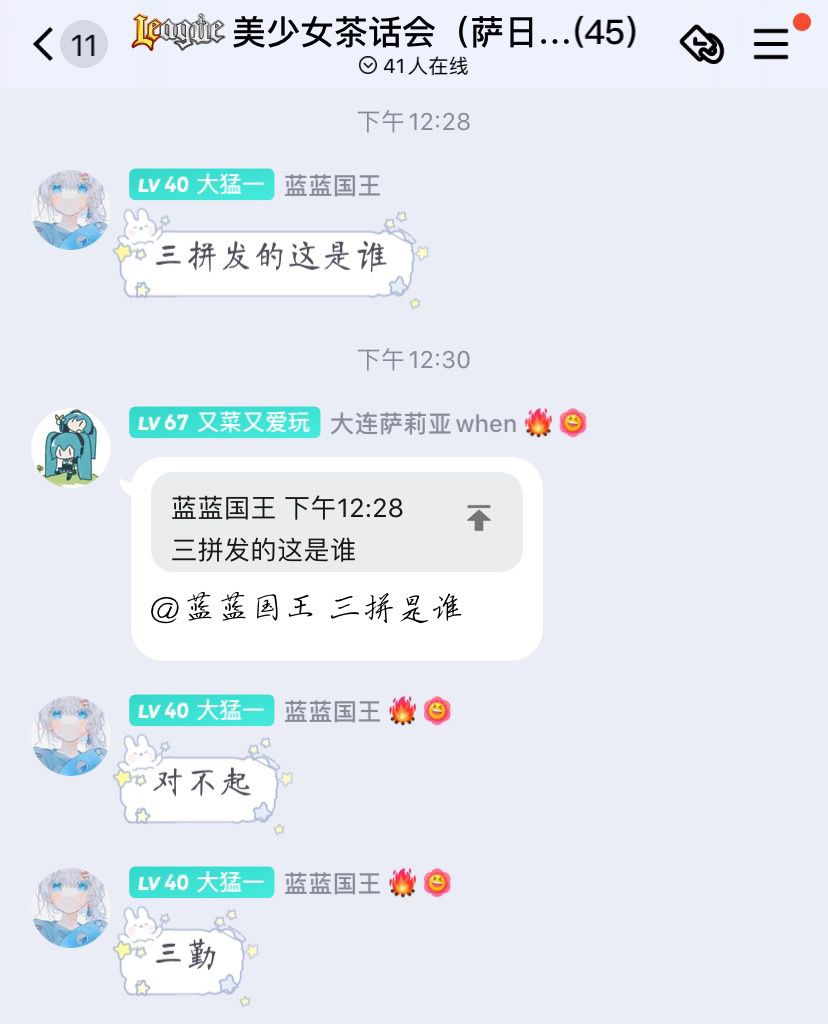 11
League 美少女茶话会（萨日...(45)
41人在线
下午12:28
LV 40 大猛一 蓝蓝国王
三拼发的这是谁
下午12:30
LV 67 又菜又爱玩 大连萨莉亚when🔥
蓝蓝国王 下午12:28
三拼发的这是谁
@蓝蓝国王 三拼是谁
LV 40 大猛一 蓝蓝国王🔥
对不起
LV 40 大猛一 蓝蓝国王🔥
三勤